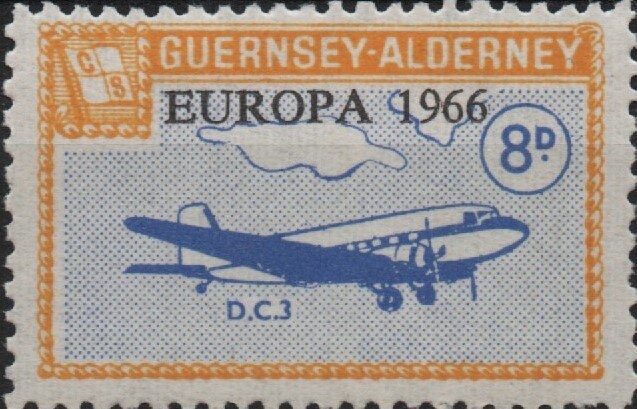 C
S
GUERNSEY-ALDERNEY
EUROPA 1966
8D.
D.C.3